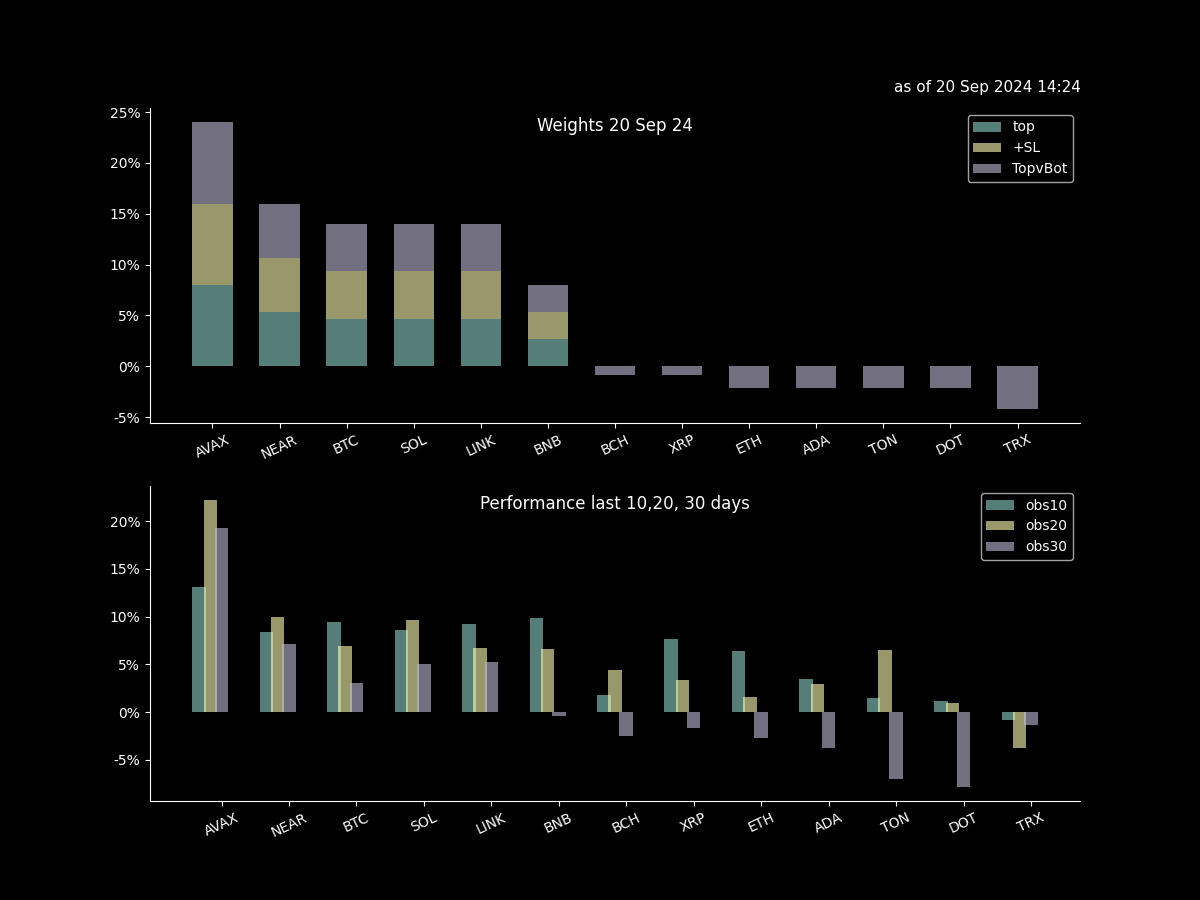 as of 20 Sep 2024 14:24
Weights 20 Sep 24
top
+SL
TopvBot
25%
20%
15%
10%
5%
0%
-5%
AVAX NEAR BTC SOL LINK BNB BCH XRP ETH ADA TON DOT TRX
Performance last 10,20, 30 days
obs10
obs20
obs30
20%
15%
10%
5%
0%
-5%
AVAX NEAR BTC SOL LINK BNB BCH XRP ETH ADA TON DOT TRX